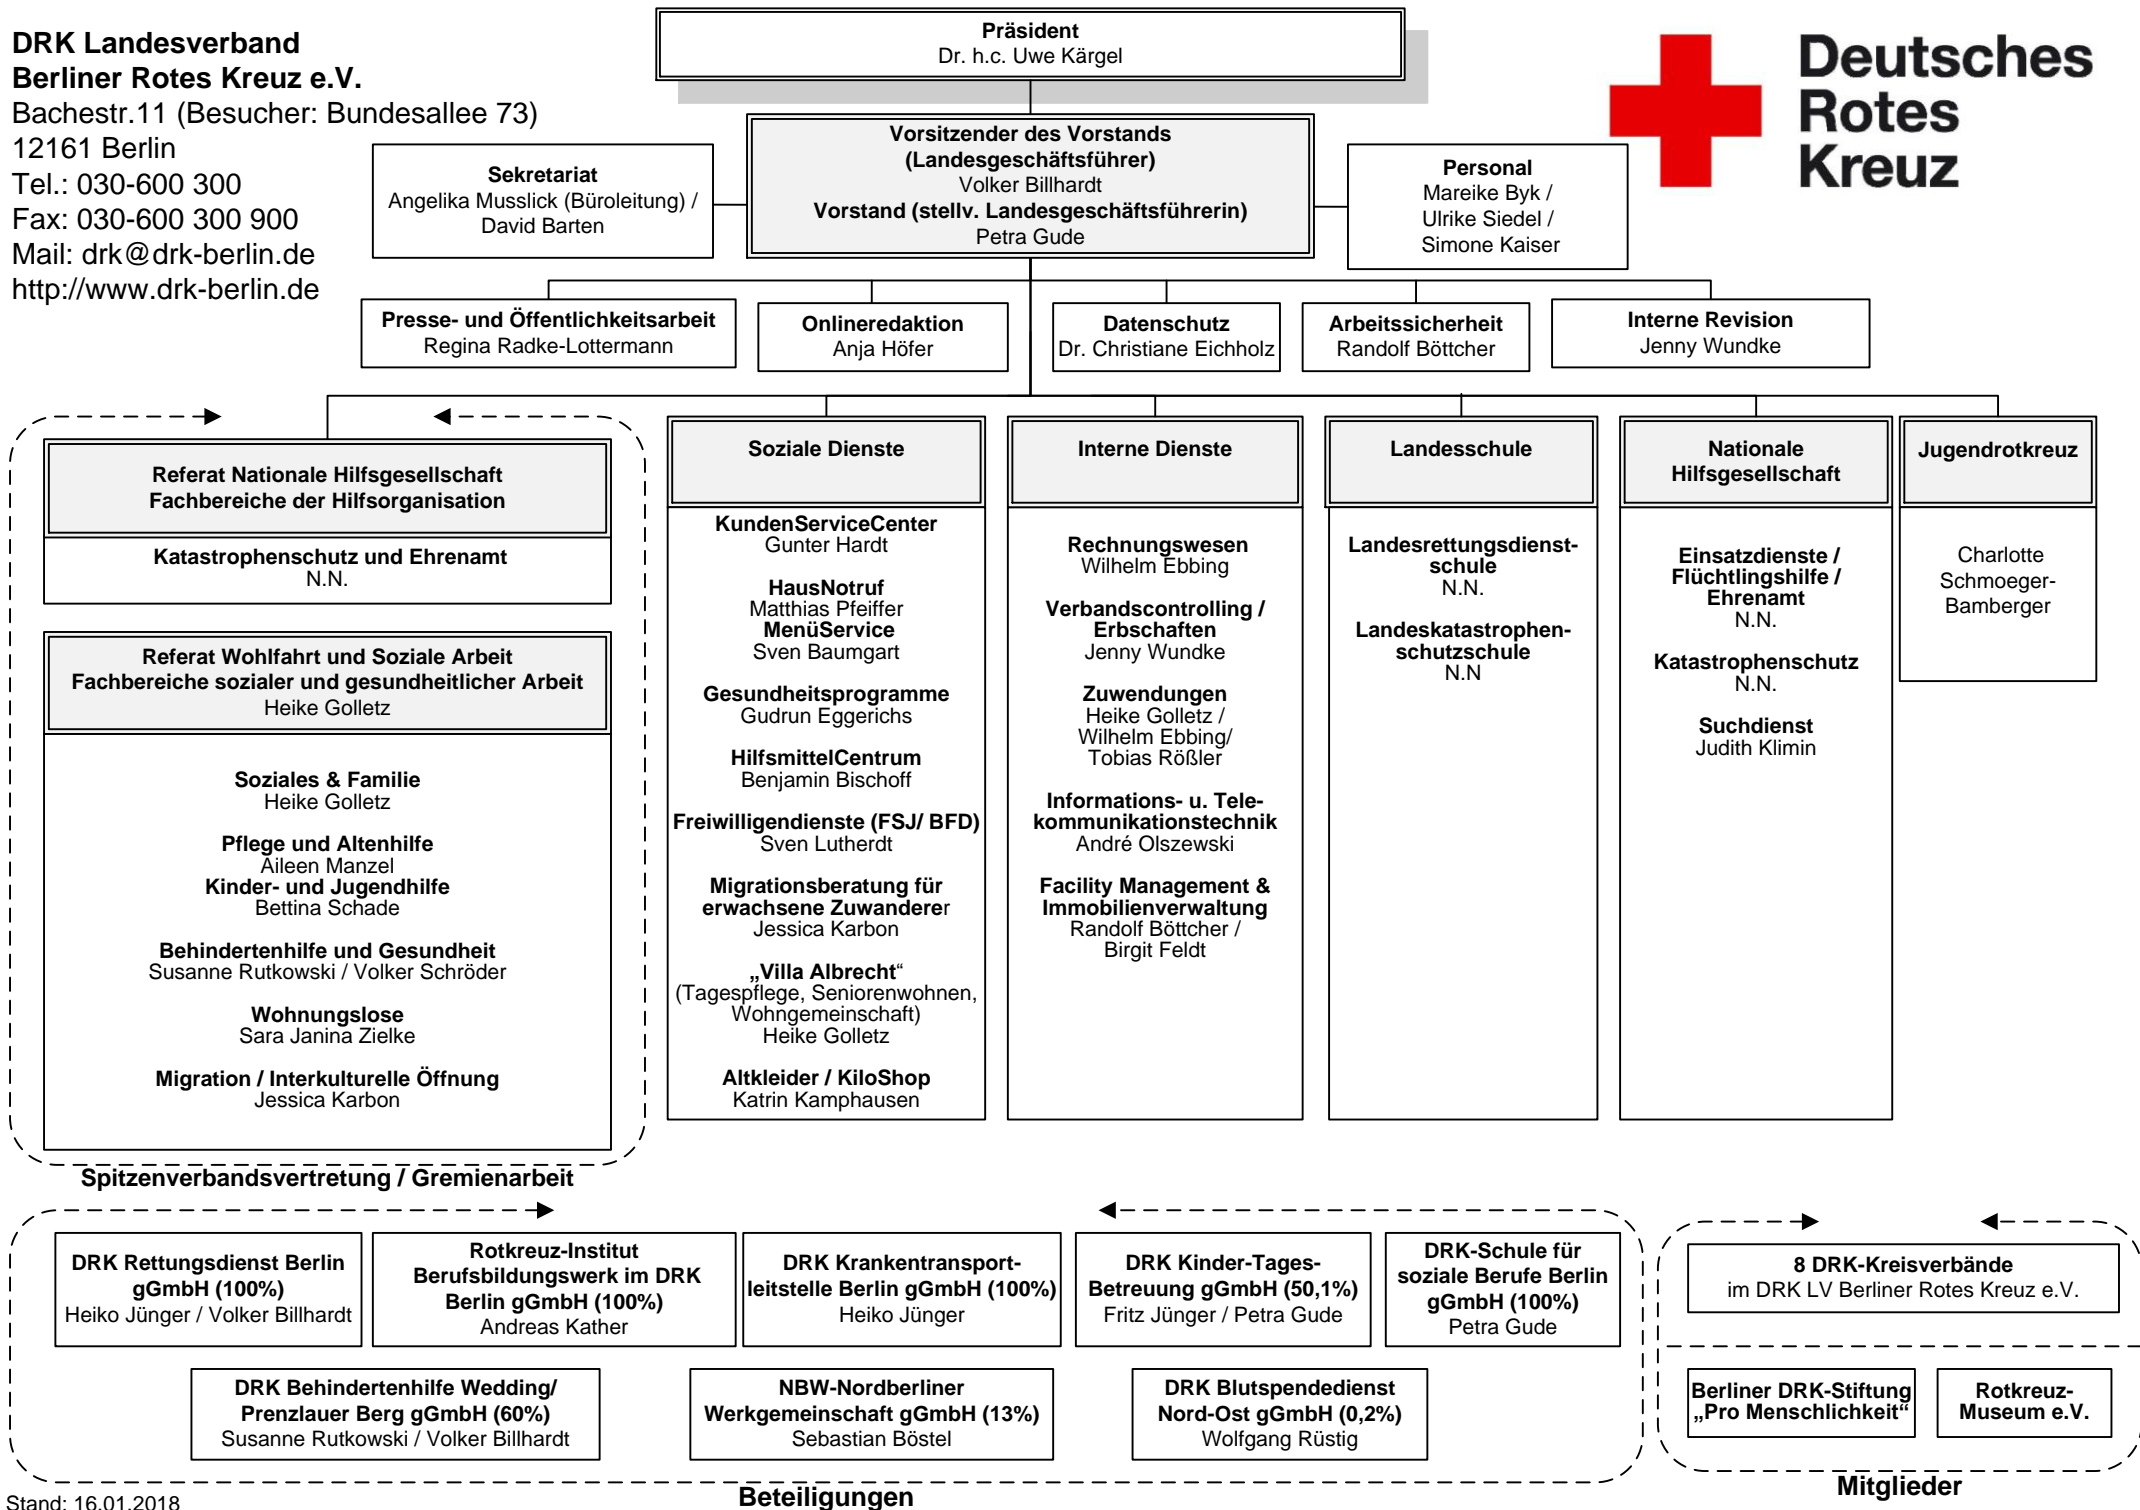 DRK Landesverband
Berliner Rotes Kreuz e.V.
Bachestr.11 (Besucher: Bundesallee 73)
12161 Berlin
Tel.: 030-600 300
Fax: 030-600 300 900
Mail: drk@drk-berlin.de
http://www.drk-berlin.de
Präsident
Dr. h.c. Uwe Kärgel
Deutsches
Rotes
Kreuz
Sekretariat
Angelika Musslick (Büroleitung) /
David Barten
Vorsitzender des Vorstands
(Landesgeschäftsführer)
Volker Billhardt
Vorstand (stellv. Landesgeschäftsführerin)
Petra Gude
Personal
Mareike Byk /
Ulrike Siedel /
Simone Kaiser
Presse- und Öffentlichkeitsarbeit
Regina Radke-Lottermann
Onlineredaktion
Anja Höfer
Datenschutz
Dr. Christiane Eichholz
Arbeitssicherheit
Randolf Böttcher
Interne Revision
Jenny Wundke
Referat Nationale Hilfsgesellschaft
Fachbereiche der Hilfsorganisation
Katastrophenschutz und Ehrenamt
N.N.
Referat Wohlfahrt und Soziale Arbeit
Fachbereiche sozialer und gesundheitlicher Arbeit
Heike Golletz
Soziales & Familie
Heike Golletz
Pflege und Altenhilfe
Aileen Manzel
Kinder- und Jugendhilfe
Bettina Schade
Behindertenhilfe und Gesundheit
Susanne Rutkowski / Volker Schröder
Wohnungslose
Sara Janina Zielke
Migration / Interkulturelle Öffnung
Jessica Karbon
Spitzenverbandsvertretung / Gremienarbeit
Soziale Dienste
KundenServiceCenter
Gunter Hardt
HausNotruf
Matthias Pfeiffer
MenüService
Sven Baumgart
Gesundheitsprogramme
Gudrun Eggerichs
HilfsmittelCentrum
Benjamin Bischoff
Freiwilligendienste (FSJ/ BFD)
Sven Lutherdt
Migrationsberatung für
erwachsene Zuwanderer
Jessica Karbon
„Villa Albrecht“
(Tagespflege, Seniorenwohnen,
Wohngemeinschaft)
Heike Golletz
Altkleider / KiloShop
Katrin Kamphausen
Interne Dienste
Rechnungswesen
Wilhelm Ebbing
Verbandscontrolling /
Erbschaften
Jenny Wundke
Zuwendungen
Heike Golletz /
Wilhelm Ebbing/
Tobias Rößler
Informations- u. Tele-
kommunikationstechnik
André Olszewski
Facility Management &
Immobilienverwaltung
Randolf Böttcher /
Birgit Feldt
Landesschule
Landesrettungsdienst-
schule
N.N.
Landeskatastrophen-
schutzschule
N.N
Nationale
Hilfsgesellschaft
Einsatzdienste /
Flüchtlingshilfe /
Ehrenamt
N.N.
Katastrophenschutz
N.N.
Suchdienst
Judith Klimin
Jugendrotkreuz
Charlotte
Schmoeger-
Bamberger
DRK Rettungsdienst Berlin
gGmbH (100%)
Heiko Jünger / Volker Billhardt
Rotkreuz-Institut
Berufsbildungswerk im DRK
Berlin gGmbH (100%)
Andreas Kather
DRK Krankentransport-
leitstelle Berlin gGmbH (100%)
Heiko Jünger
DRK Kinder-Tages-
Betreuung gGmbH (50,1%)
Fritz Jünger / Petra Gude
DRK-Schule für
soziale Berufe Berlin
gGmbH (100%)
Petra Gude
DRK Behindertenhilfe Wedding/
Prenzlauer Berg gGmbH (60%)
Susanne Rutkowski / Volker Billhardt
NBW-Nordberliner
Werkgemeinschaft gGmbH (13%)
Sebastian Böstel
DRK Blutspendedienst
Nord-Ost gGmbH (0,2%)
Wolfgang Rüstig
Beteiligungen
8 DRK-Kreisverbände
im DRK LV Berliner Rotes Kreuz e.V.
Berliner DRK-Stiftung
„Pro Menschlichkeit“
Rotkreuz-
Museum e.V.
Mitglieder
Stand: 16.01.2018